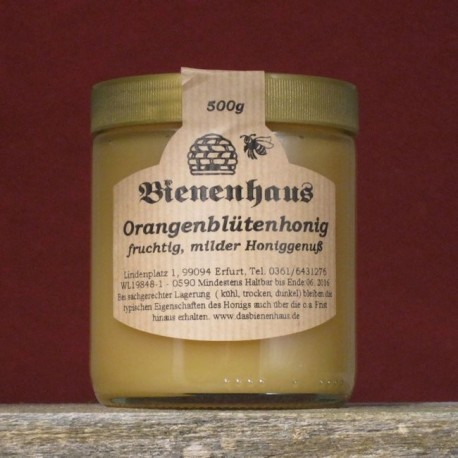 500g
Bienenhaus
Orangenblütenhonig
fruchtig, milder Honiggenuß
Lindenplatz 1, 99094 Erfurt, Tel. 0361/6431276
WL19848-1 - 0590 Mindestens Haltbar bis Ende:06. 2016
Bei sachgerechter Lagerung ( kühl, trocken, dunkel) bleiben die
typischen Eigenschaften des Honigs auch über die o.a Frist
hinaus erhalten. www.dasbienenhaus.de